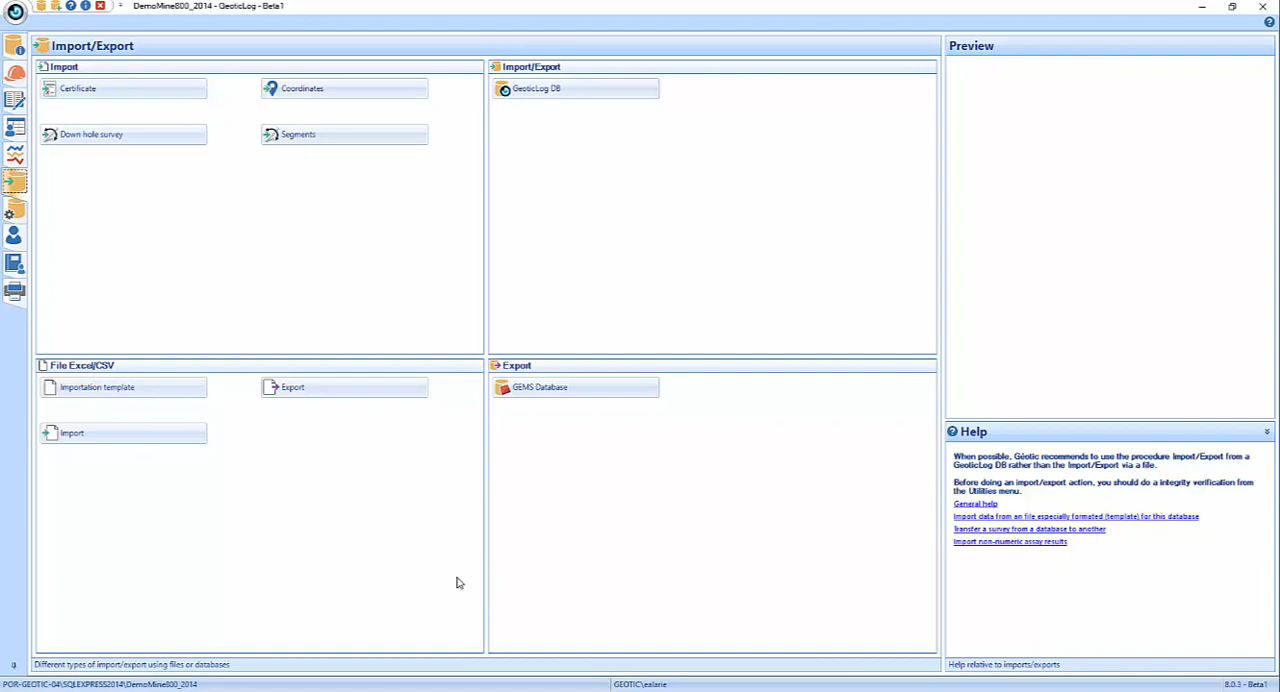 DemoMine800_2014 - GeoticLog - Beta1
Import/Export
Preview
Import
Import/Export
Certificate
Coordinates
GeoticLog DB
Down hole survey
Segments
File Excel/CSV
Export
Importation template
Export
GEMS Database
Import
Help
When possible, Géotic recommends to use the procedure Import/Export from a
GeoticLog DB rather than the Import/Export via a file.
Before doing an import/export action, you should do a integrity verification from
the Utilities menu.
General help
Import data from an file especially formated (template) for this database
Transfer a survey from a database to another
Import non-numeric assay results
Different types of import/export using files or databases
Help relative to imports/exports
POR-GEOTIC-04\SQLEXPRESS2014\DemoMine800_2014
GEOTIC\ealarie
8.0.3 - Beta1